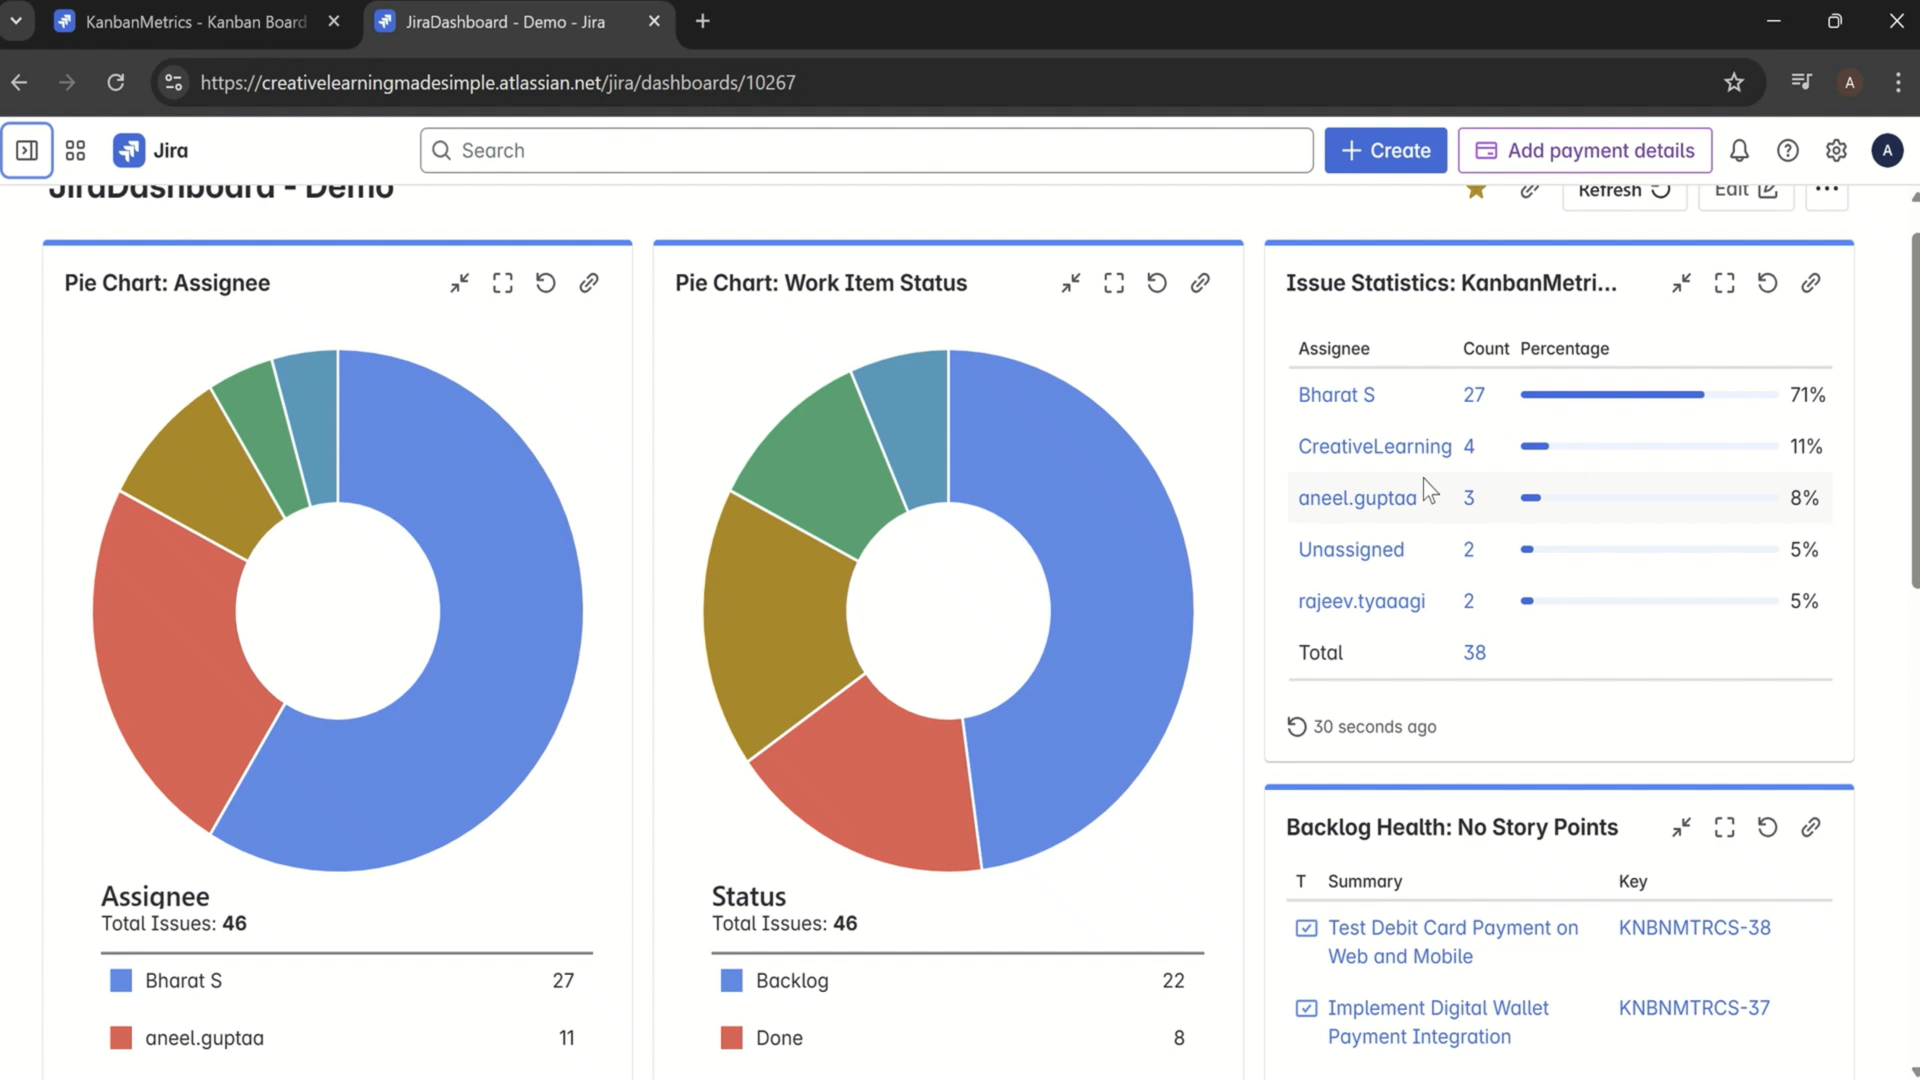 KanbanMetrics - Kanban Board
JiraDashboard - Demo - Jira
https://creativelearningmadesimple.atlassian.net/jira/dashboards/10267
A
Jira
Search
+ Create
Add payment details
A
JiraDashboard - Demo
Refresh
Edit
Pie Chart: Assignee
Assignee
Total Issues: 46
Bharat S 27
aneel.guptaa 11
Pie Chart: Work Item Status
Status
Total Issues: 46
Backlog 22
Done 8
Issue Statistics: KanbanMetri...
Assignee Count Percentage
Bharat S 27 71%
CreativeLearning 4 11%
aneel.guptaa 3 8%
Unassigned 2 5%
rajeev.tyaaagi 2 5%
Total 38
30 seconds ago
Backlog Health: No Story Points
T Summary Key
Test Debit Card Payment on KNBNMTRCS-38
Web and Mobile
Implement Digital Wallet KNBNMTRCS-37
Payment Integration